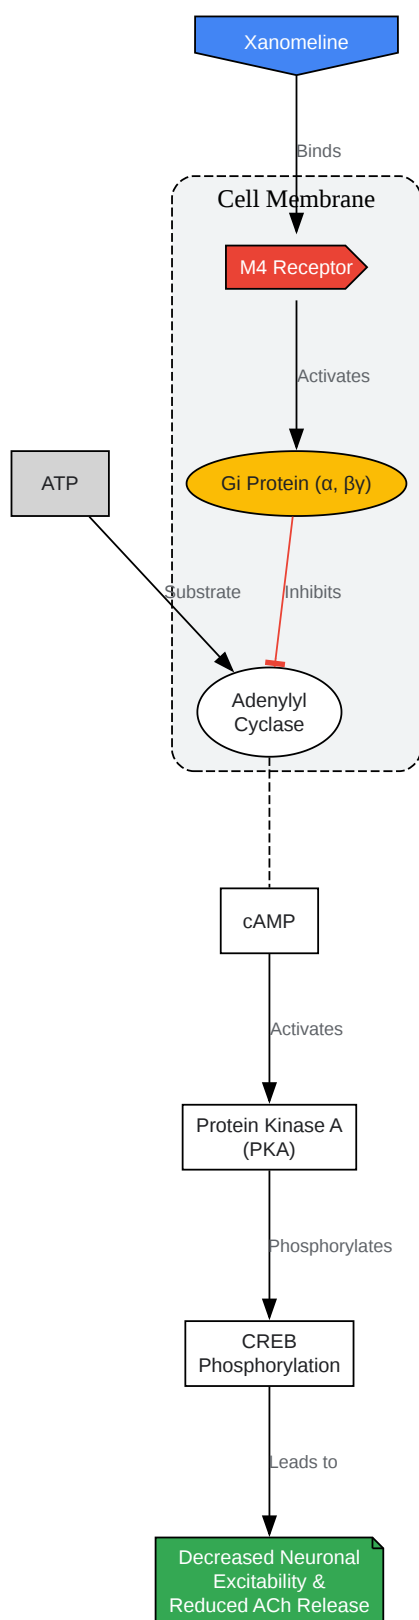 Xanomeline
Binds
Cell Membrane
M4 Receptor
Activates
ATP
Gi Protein (α, βγ)
Substrate
Inhibits
Adenylyl
Cyclase
cAMP
Activates
Protein Kinase A
(PKA)
Phosphorylates
CREB
Phosphorylation
Leads to
Decreased Neuronal
Excitability &
Reduced ACh Release